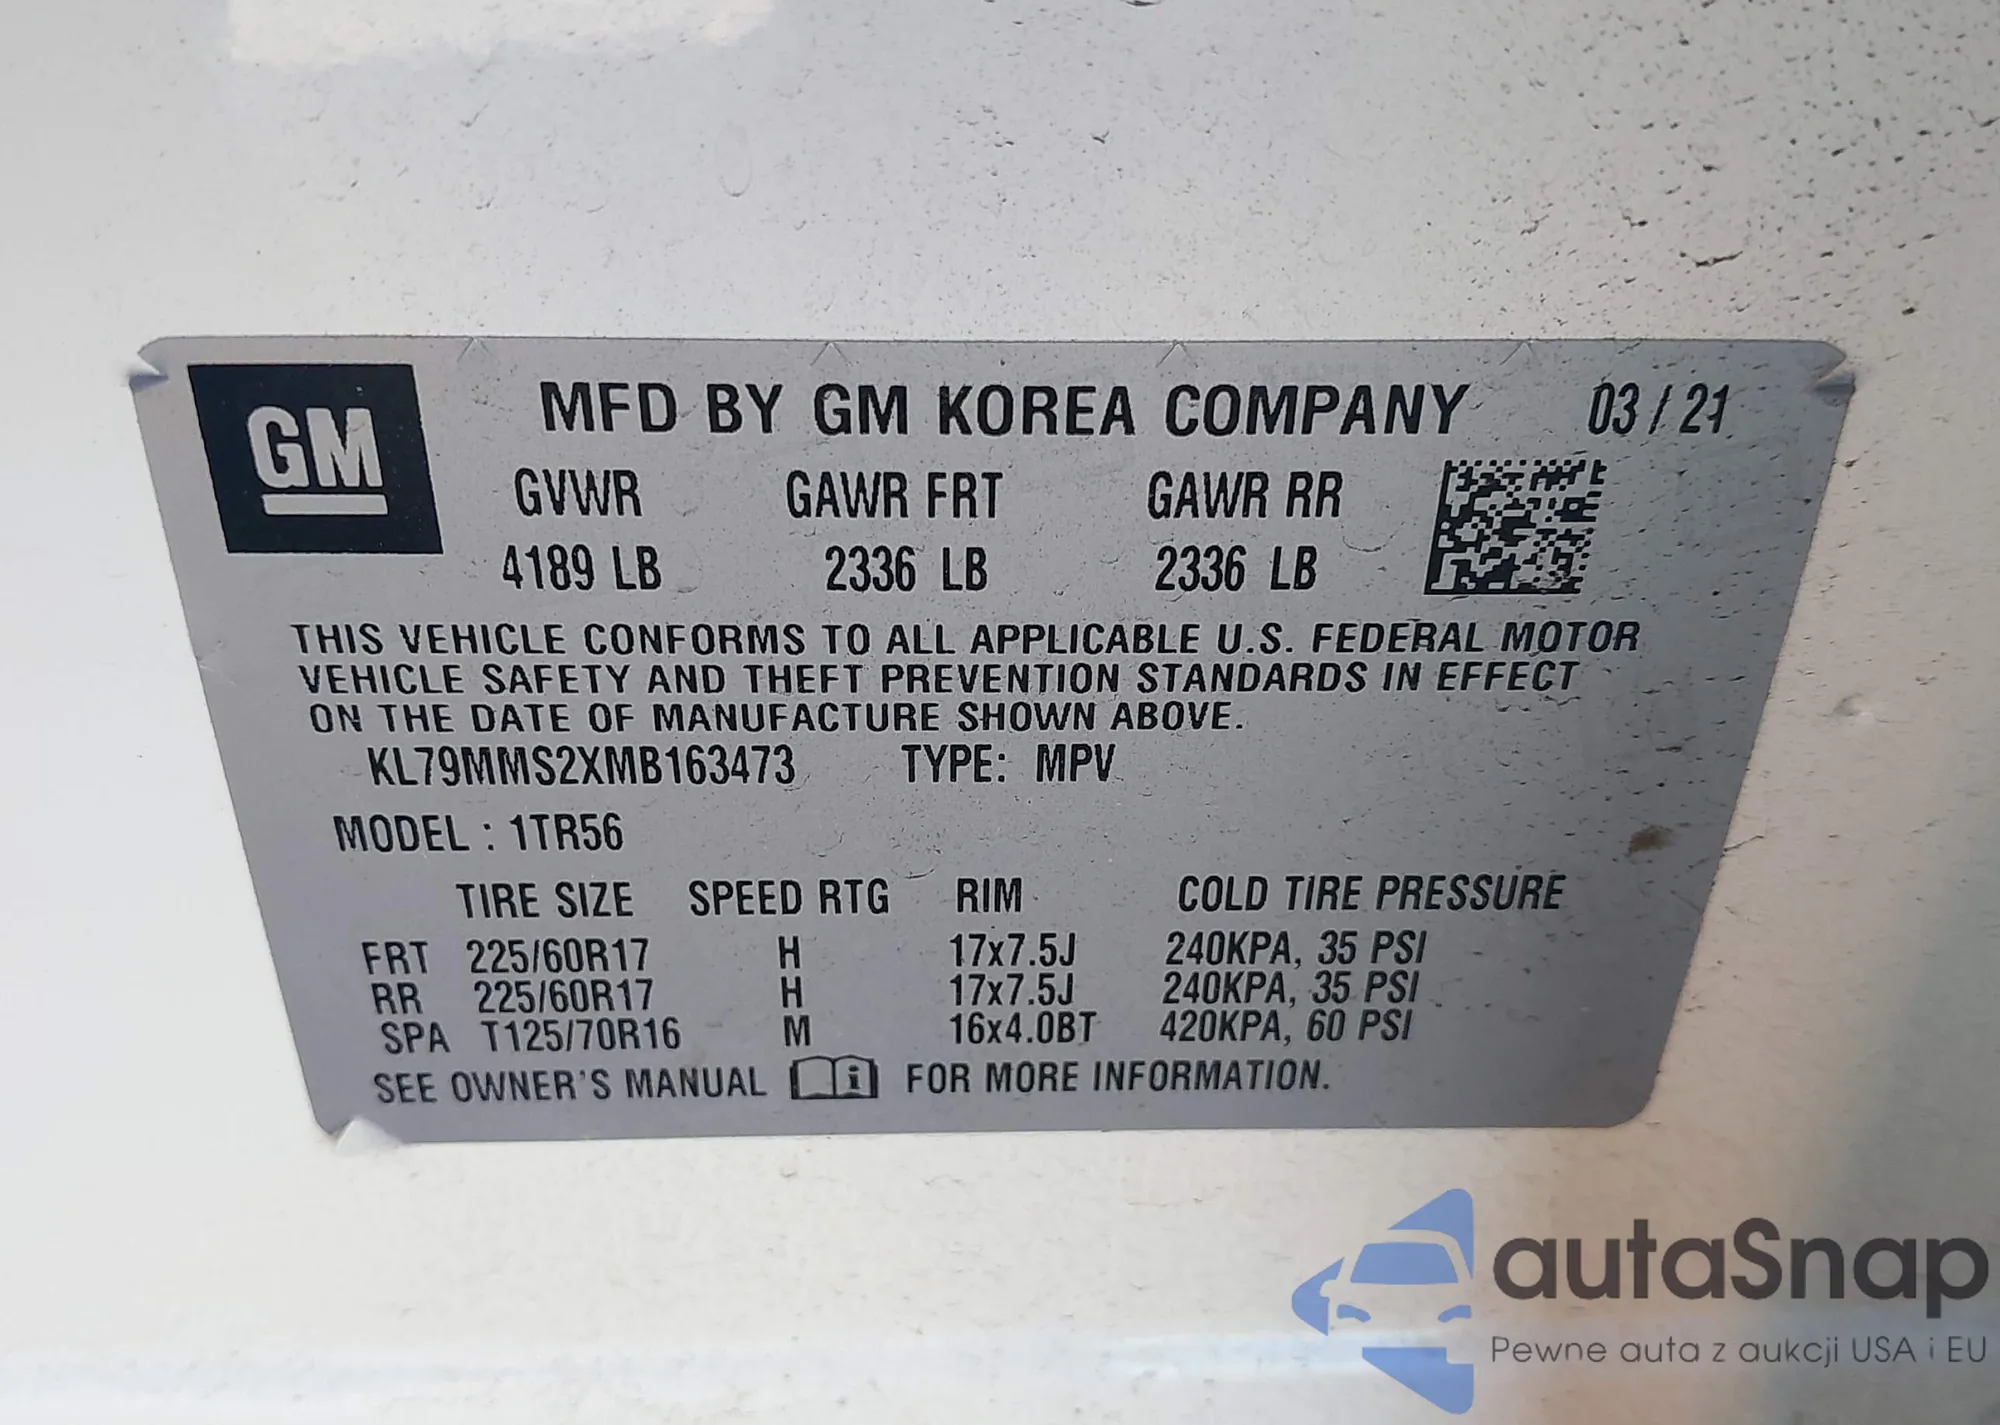 GM
MFD BY GM KOREA COMPANY 03/21
GVWR GAWR FRT GAWR RR
4189 LB 2336 LB 2336 LB
THIS VEHICLE CONFORMS TO ALL APPLICABLE U.S. FEDERAL MOTOR
VEHICLE SAFETY AND THEFT PREVENTION STANDARDS IN EFFECT
ON THE DATE OF MANUFACTURE SHOWN ABOVE.
KL79MMS2XMB163473 TYPE: MPV
MODEL : 1TR56
TIRE SIZE SPEED RTG RIM COLD TIRE PRESSURE
FRT 225/60R17 H 17x7.5J 240KPA, 35 PSI
RR 225/60R17 H 17x7.5J 240KPA, 35 PSI
SPA T125/70R16 M 16x4.0BT 420KPA, 60 PSI
SEE OWNER'S MANUAL i FOR MORE INFORMATION.
autaSnap
Pewne auta z aukcji USA i EU